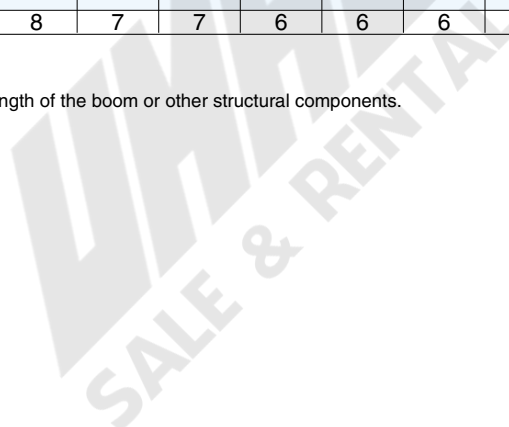 8 7 7 6 6 6
ngth of the boom or other structural components.
SALE & RENTAL